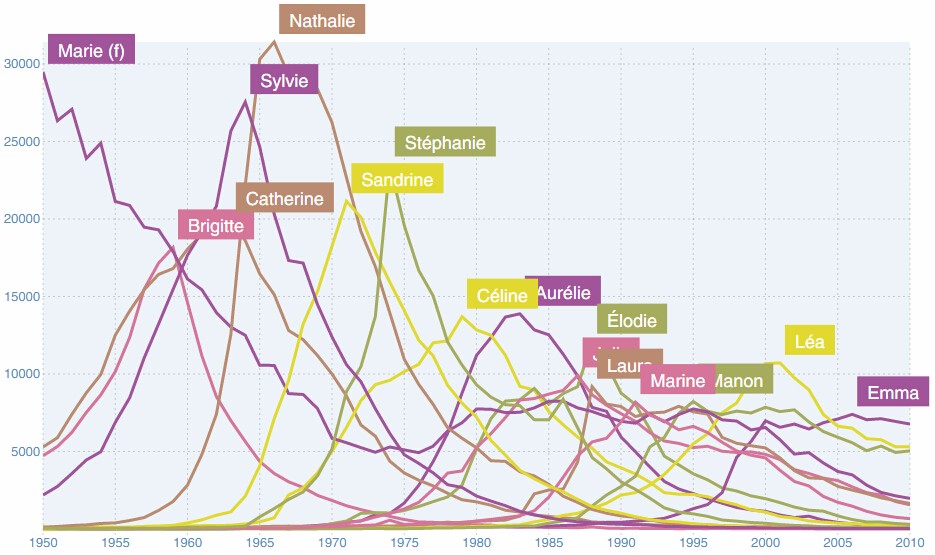 Nathalie
Marie (f)
Sylvie
Stéphanie
Sandrine
Catherine
Brigitte
Céline
Aurélie
Élodie
Léa
Laura
Marine
Manon
Emma
30000
25000
20000
15000
10000
5000
1950
1955
1960
1965
1970
1975
1980
1985
1990
1995
2000
2005
2010